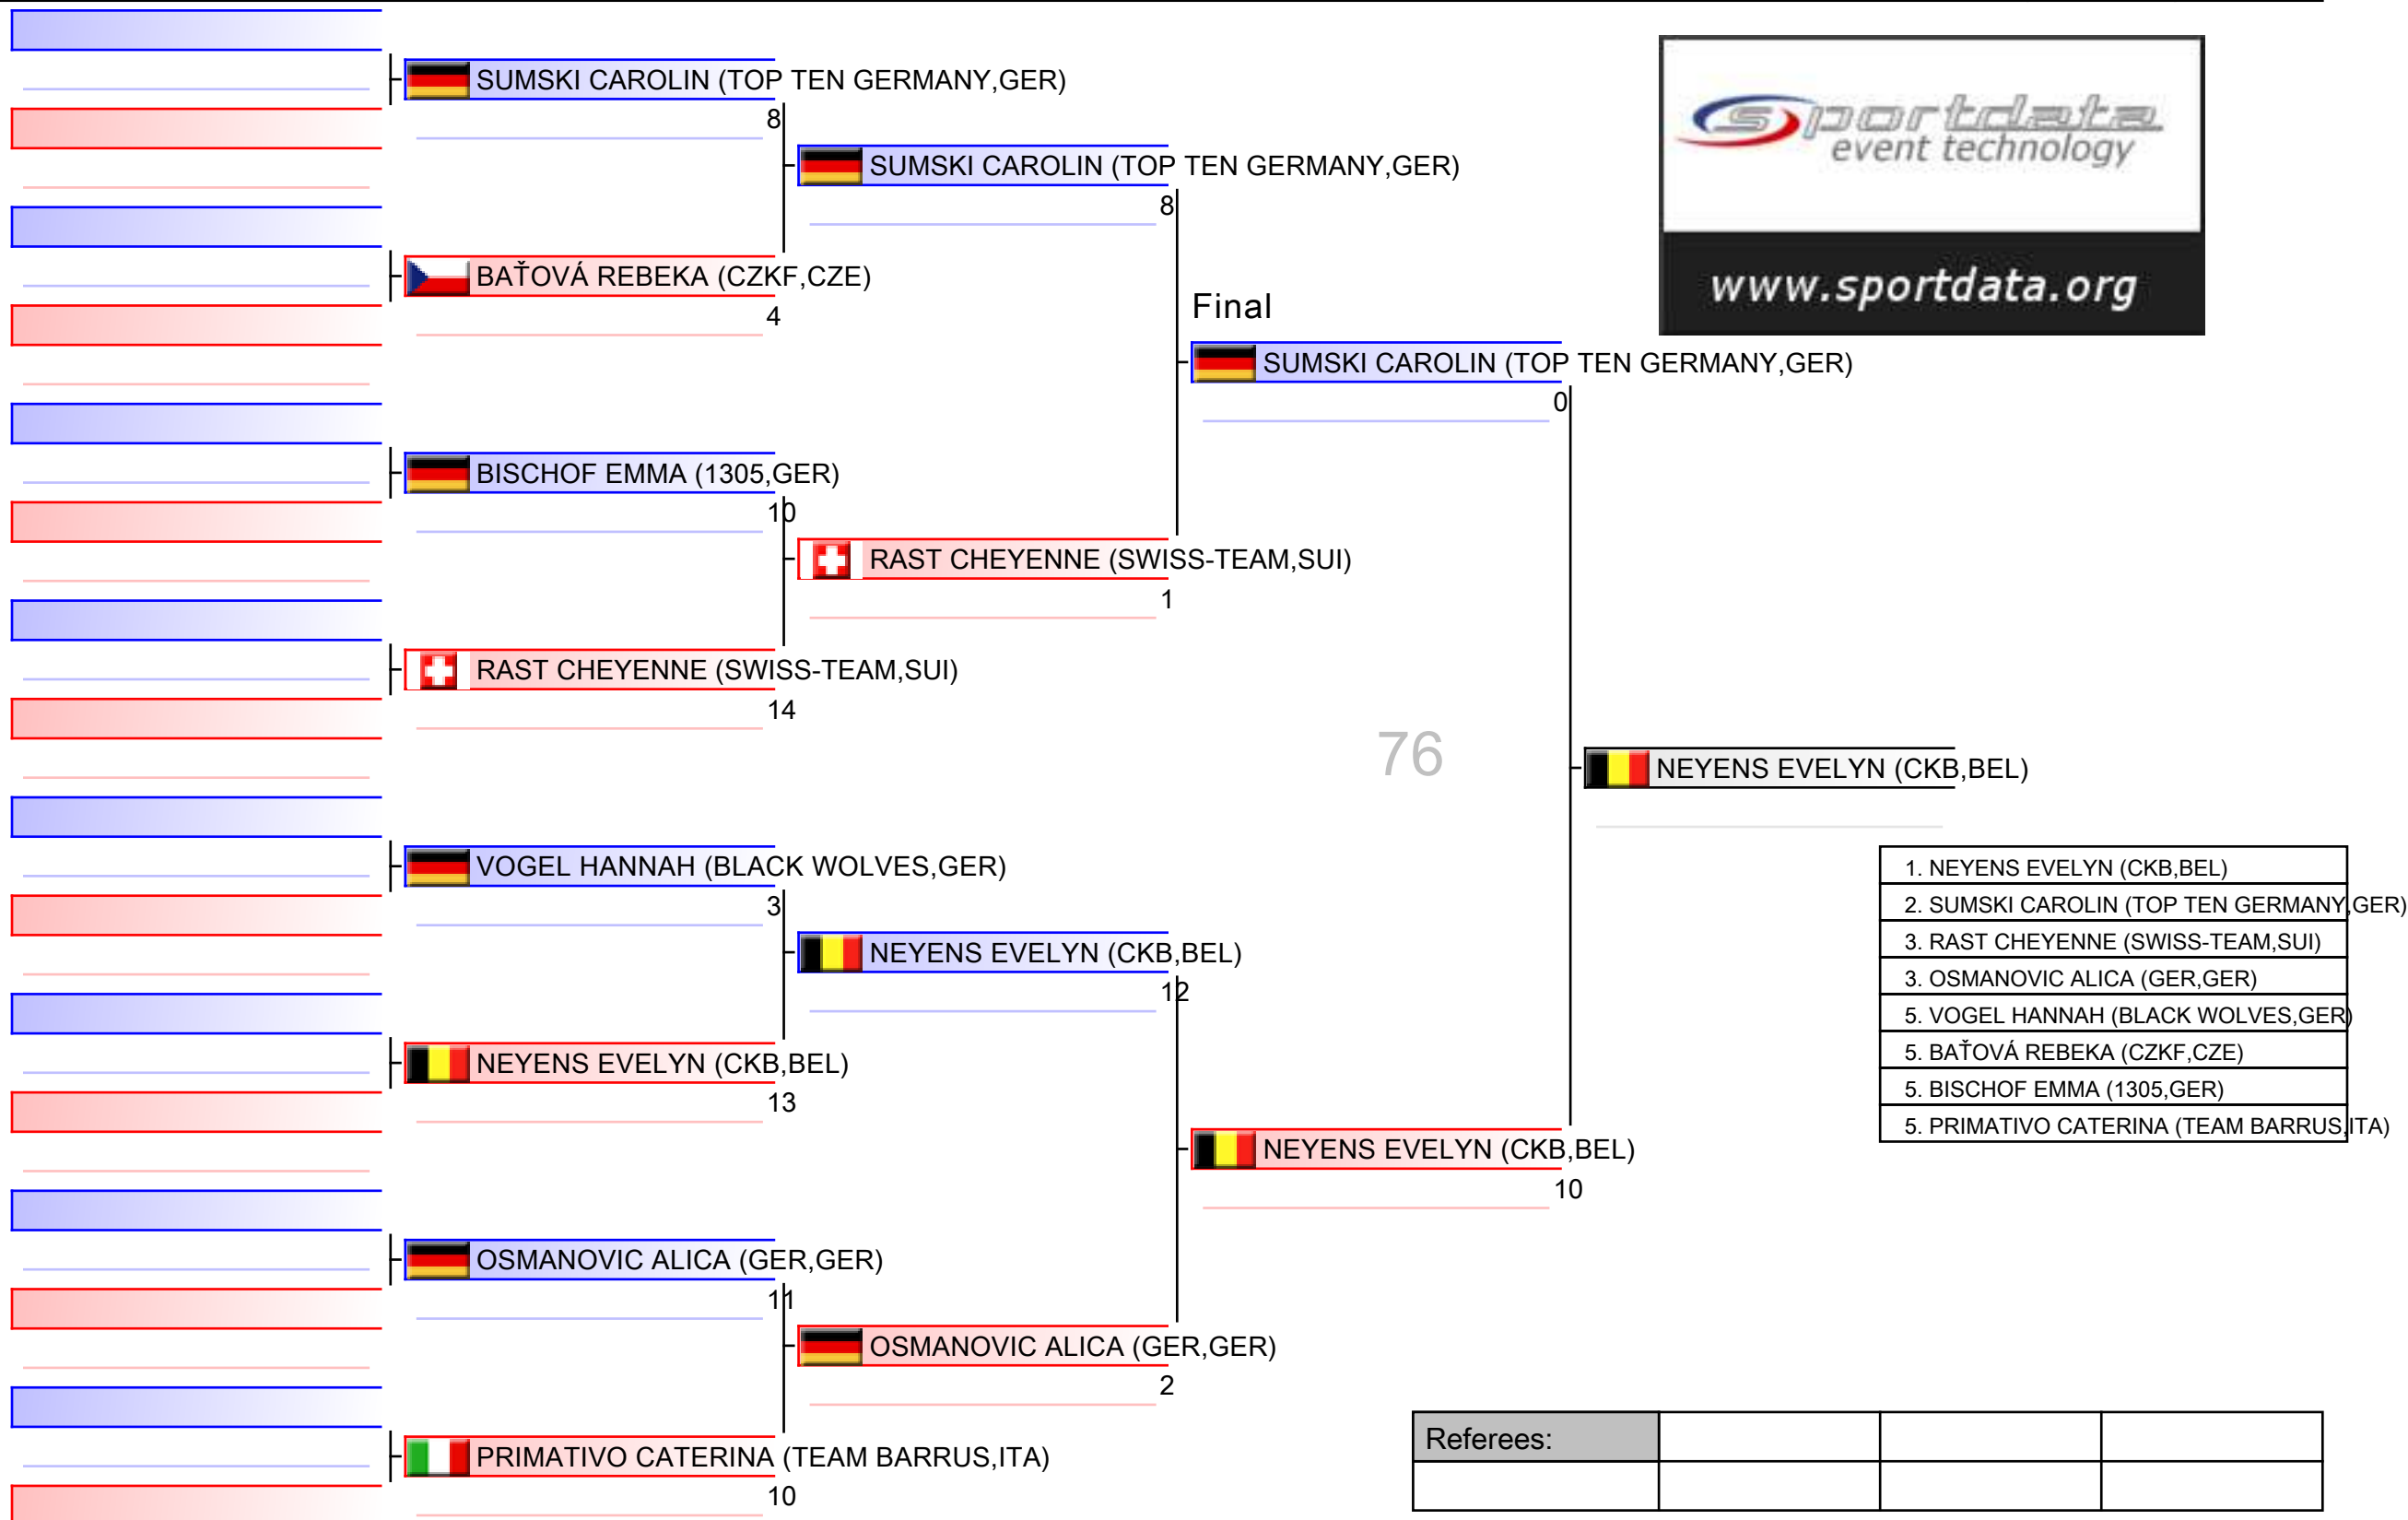 SUMSKI CAROLIN (TOP TEN GERMANY,GER)
8
BAŤOVÁ REBEKA (CZKF,CZE)
4
BISCHOF EMMA (1305,GER)
10
RAST CHEYENNE (SWISS-TEAM,SUI)
14
VOGEL HANNAH (BLACK WOLVES,GER)
3
NEYENS EVELYN (CKB,BEL)
13
OSMANOVIC ALICA (GER,GER)
11
PRIMATIVO CATERINA (TEAM BARRUS,ITA)
10
SUMSKI CAROLIN (TOP TEN GERMANY,GER)
8
RAST CHEYENNE (SWISS-TEAM,SUI)
1
NEYENS EVELYN (CKB,BEL)
12
OSMANOVIC ALICA (GER,GER)
2
Final
SUMSKI CAROLIN (TOP TEN GERMANY,GER)
0
76
NEYENS EVELYN (CKB,BEL)
10
NEYENS EVELYN (CKB,BEL)
sportdata
event technology
www.sportdata.org
1. NEYENS EVELYN (CKB,BEL)
2. SUMSKI CAROLIN (TOP TEN GERMANY,GER)
3. RAST CHEYENNE (SWISS-TEAM,SUI)
3. OSMANOVIC ALICA (GER,GER)
5. VOGEL HANNAH (BLACK WOLVES,GER)
5. BAŤOVÁ REBEKA (CZKF,CZE)
5. BISCHOF EMMA (1305,GER)
5. PRIMATIVO CATERINA (TEAM BARRUS,ITA)
Referees: